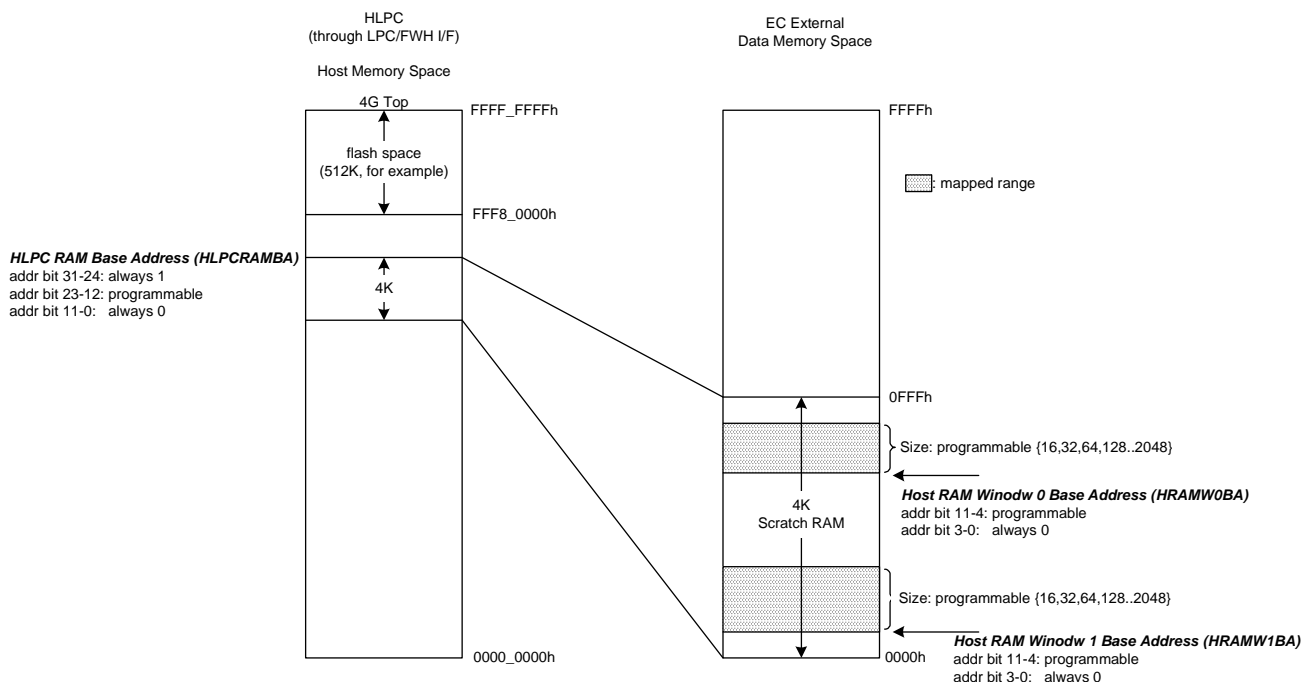 HLPC
(through LPC/FWH I/F)
Host Memory Space
4G Top
FFFF_FFFFh
flash space
(512K, for example)
FFF8_0000h
HLPC RAM Base Address (HLPCRAMBA)
addr bit 31-24: always 1
addr bit 23-12: programmable
addr bit 11-0: always 0
4K
0000_0000h
EC External
Data Memory Space
FFFFh
: mapped range
0FFFh
Size: programmable {16,32,64,128..2048}
Host RAM Winodw 0 Base Address (HRAMW0BA)
addr bit 11-4: programmable
addr bit 3-0: always 0
4K
Scratch RAM
Size: programmable {16,32,64,128..2048}
Host RAM Winodw 1 Base Address (HRAMW1BA)
0000h
addr bit 11-4: programmable
addr bit 3-0: always 0